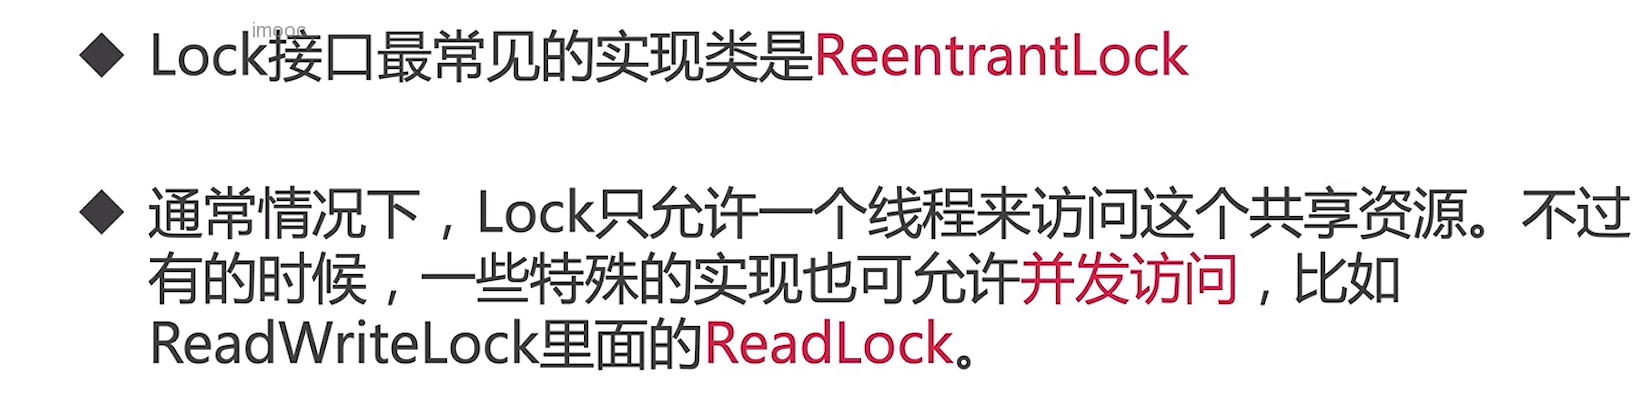 imooc
Lock接口最常见的实现类是ReentrantLock
通常情况下，Lock只允许一个线程来访问这个共享资源。不过
有的时候，一些特殊的实现也可允许并发访问，比如
ReadWriteLock里面的ReadLock。